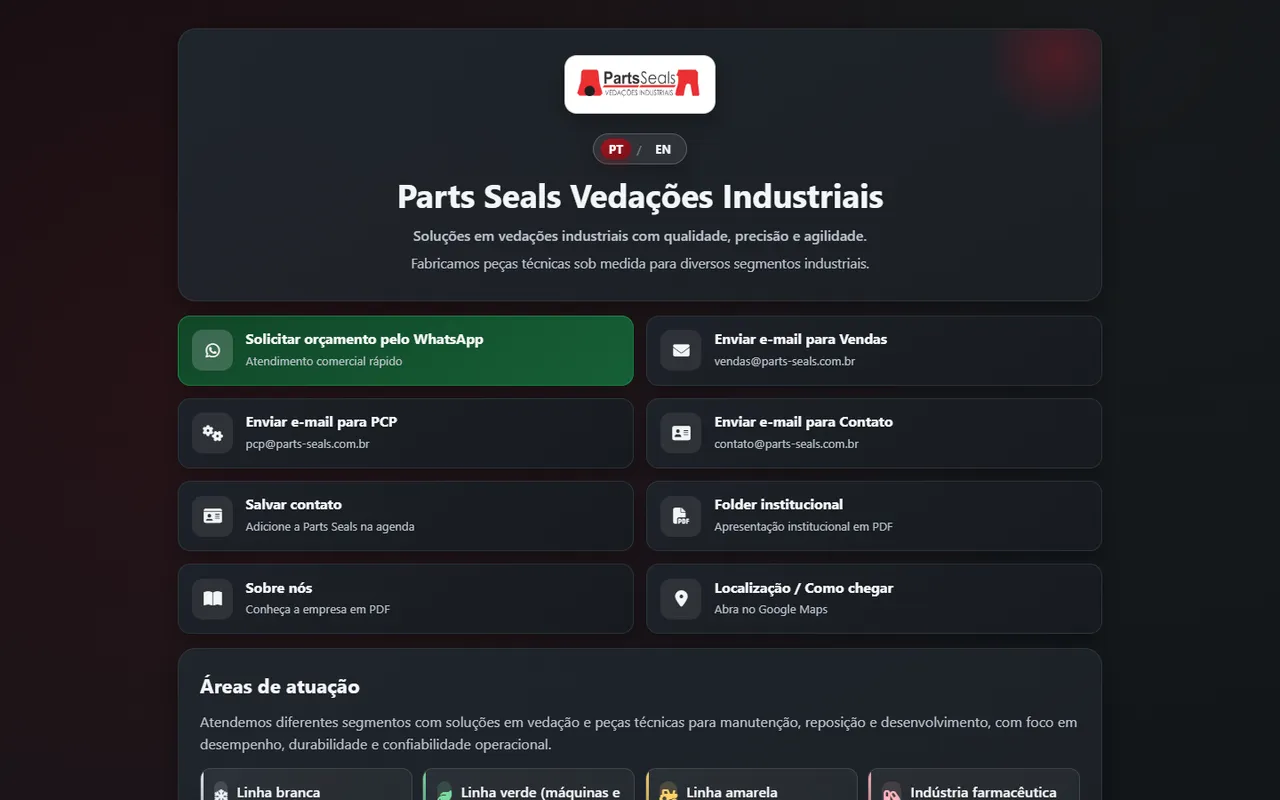 PartsSeals
VEDAÇÕES INDUSTRIAIS
PT / EN
Parts Seals Vedações Industriais
Soluções em vedações industriais com qualidade, precisão e agilidade.
Fabricamos peças técnicas sob medida para diversos segmentos industriais.
Solicitar orçamento pelo WhatsApp
Atendimento comercial rápido
Enviar e-mail para Vendas
vendas@parts-seals.com.br
Enviar e-mail para PCP
pcp@parts-seals.com.br
Enviar e-mail para Contato
contato@parts-seals.com.br
Salvar contato
Adicione a Parts Seals na agenda
PDF
Folder institucional
Apresentação institucional em PDF
Sobre nós
Conheça a empresa em PDF
Localização / Como chegar
Abra no Google Maps
Áreas de atuação
Atendemos diferentes segmentos com soluções em vedação e peças técnicas para manutenção, reposição e desenvolvimento, com foco em
desempenho, durabilidade e confiabilidade operacional.
Linha branca
Linha verde (máquinas e
Linha amarela
Indústria farmacêutica